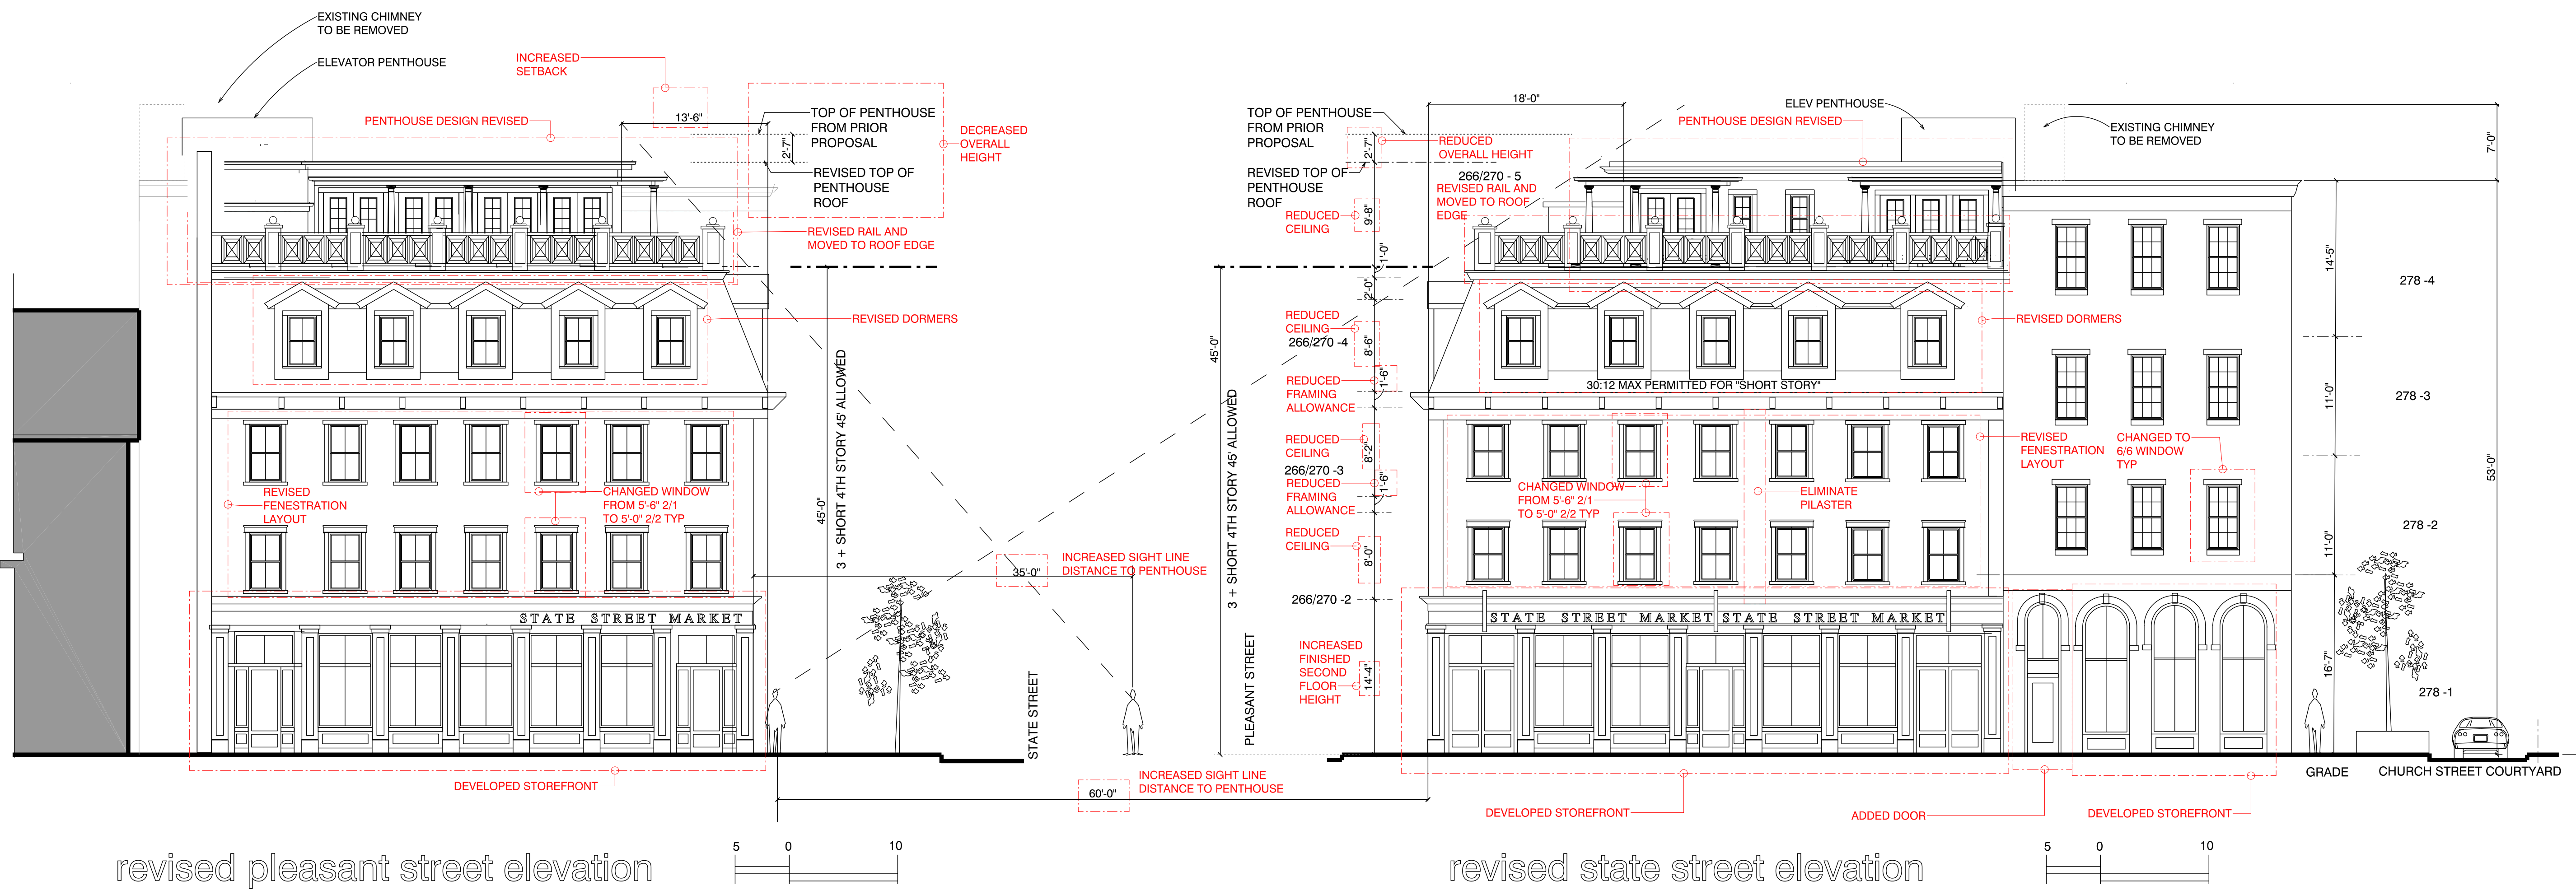 EXISTING CHIMNEY
TO BE REMOVED
ELEVATOR PENTHOUSE
INCREASED
SETBACK
PENTHOUSE DESIGN REVISED
13'-6"
2'-7"
TOP OF PENTHOUSE
FROM PRIOR
PROPOSAL
REVISED TOP OF
PENTHOUSE
ROOF
DECREASED
OVERALL
HEIGHT
REVISED RAIL AND
MOVED TO ROOF EDGE
REVISED DORMERS
45'-0"
3 + SHORT 4TH STORY 45' ALLOWED
REVISED
FENESTRATION
LAYOUT
CHANGED WINDOW
FROM 5'-6" 2/1
TO 5'-0" 2/2 TYP
INCREASED SIGHT LINE
DISTANCE TO PENTHOUSE
35'-0"
STATE STREET MARKET
STATE STREET
DEVELOPED STOREFRONT
INCREASED SIGHT LINE
DISTANCE TO PENTHOUSE
60'-0"
revised pleasant street elevation
5 0 10
TOP OF PENTHOUSE
FROM PRIOR
PROPOSAL
REVISED TOP OF
PENTHOUSE
ROOF
18'-0"
2'-7"
REDUCED
OVERALL HEIGHT
266/270 - 5
REVISED RAIL AND
MOVED TO ROOF
EDGE
PENTHOUSE DESIGN REVISED
ELEV PENTHOUSE
EXISTING CHIMNEY
TO BE REMOVED
7'-0"
REDUCED
CEILING
9'-8"
1'-0"
2'-0"
REDUCED
CEILING
266/270 -4
8'-6"
REDUCED
FRAMING
ALLOWANCE
1'-6"
REDUCED
CEILING
8'-2"
266/270 -3
REDUCED
FRAMING
ALLOWANCE
1'-6"
REDUCED
CEILING
8'-0"
266/270 -2
INCREASED
FINISHED
SECOND
FLOOR
HEIGHT
14'-4"
45'-0"
3 + SHORT 4TH STORY 45' ALLOWED
PLEASANT STREET
REVISED DORMERS
30:12 MAX PERMITTED FOR "SHORT STORY"
CHANGED WINDOW
FROM 5'-6" 2/1
TO 5'-0" 2/2 TYP
ELIMINATE
PILASTER
REVISED
FENESTRATION
LAYOUT
CHANGED TO
6/6 WINDOW
TYP
STATE STREET MARKET STATE STREET MARKET
14'-5"
278 -4
11'-0"
278 -3
53'-0"
278 -2
11'-0"
16'-7"
278 -1
GRADE
CHURCH STREET COURTYARD
DEVELOPED STOREFRONT
ADDED DOOR
DEVELOPED STOREFRONT
revised state street elevation
5 0 10